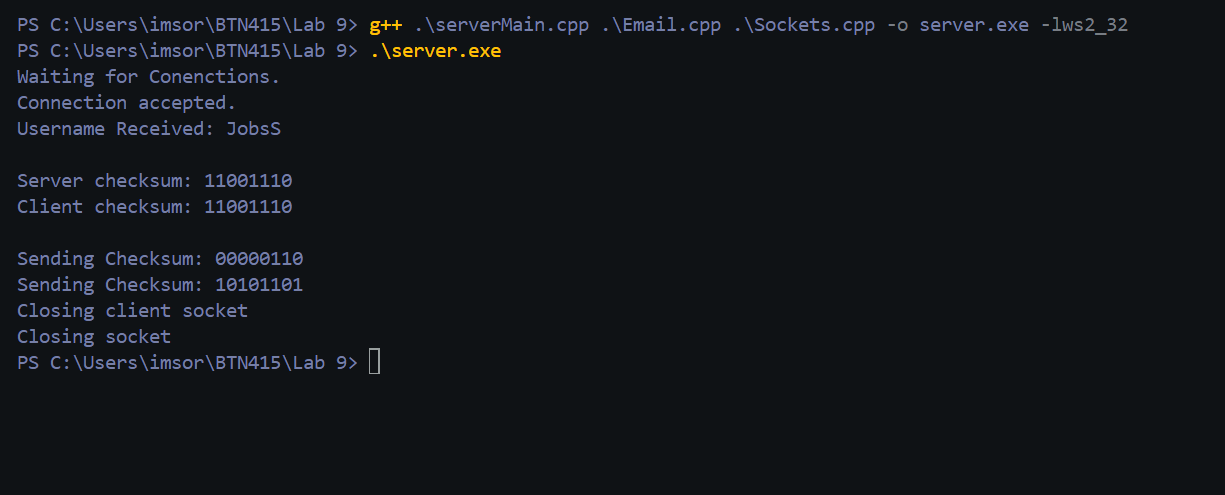 PS C:\Users\imsor\BTN415\Lab 9> g++ .\serverMain.cpp .\Email.cpp .\Sockets.cpp -o server.exe -lws2_32
PS C:\Users\imsor\BTN415\Lab 9> .\server.exe
Waiting for Conenctions.
Connection accepted.
Username Received: JobsS
Server checksum: 11001110
Client checksum: 11001110
Sending Checksum: 00000110
Sending Checksum: 10101101
Closing client socket
Closing socket
PS C:\Users\imsor\BTN415\Lab 9>